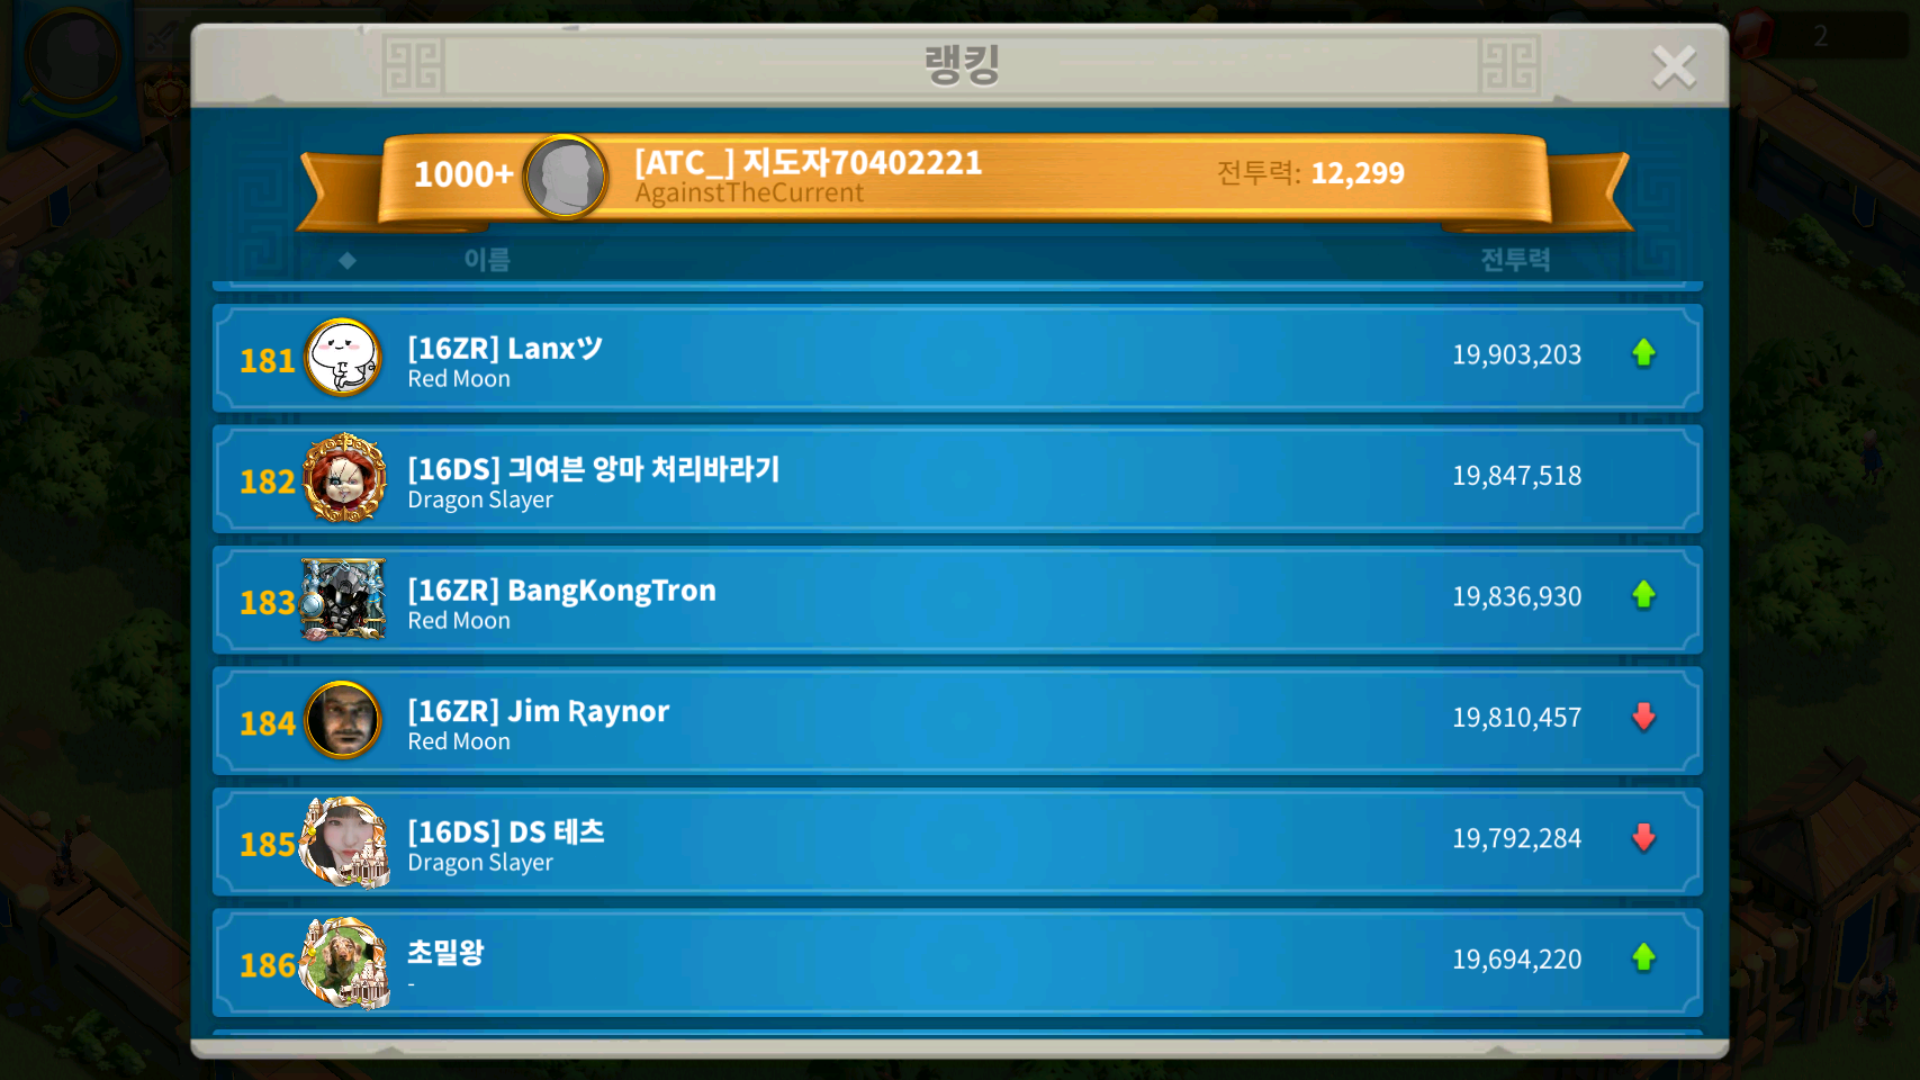 랭킹
2
1000+
[ATC_] 지도자70402221
AgainstTheCurrent
전투력: 12,299
이름
전투력
181
[16ZR] Lanxツ
Red Moon
19,903,203
182
[16DS] 긔여븐 앙마 처리바라기
Dragon Slayer
19,847,518
183
[16ZR] BangKongTron
Red Moon
19,836,930
184
[16ZR] Jim Ʀaynor
Red Moon
19,810,457
185
[16DS] DS 테츠
Dragon Slayer
19,792,284
186
초밀왕
-
19,694,220